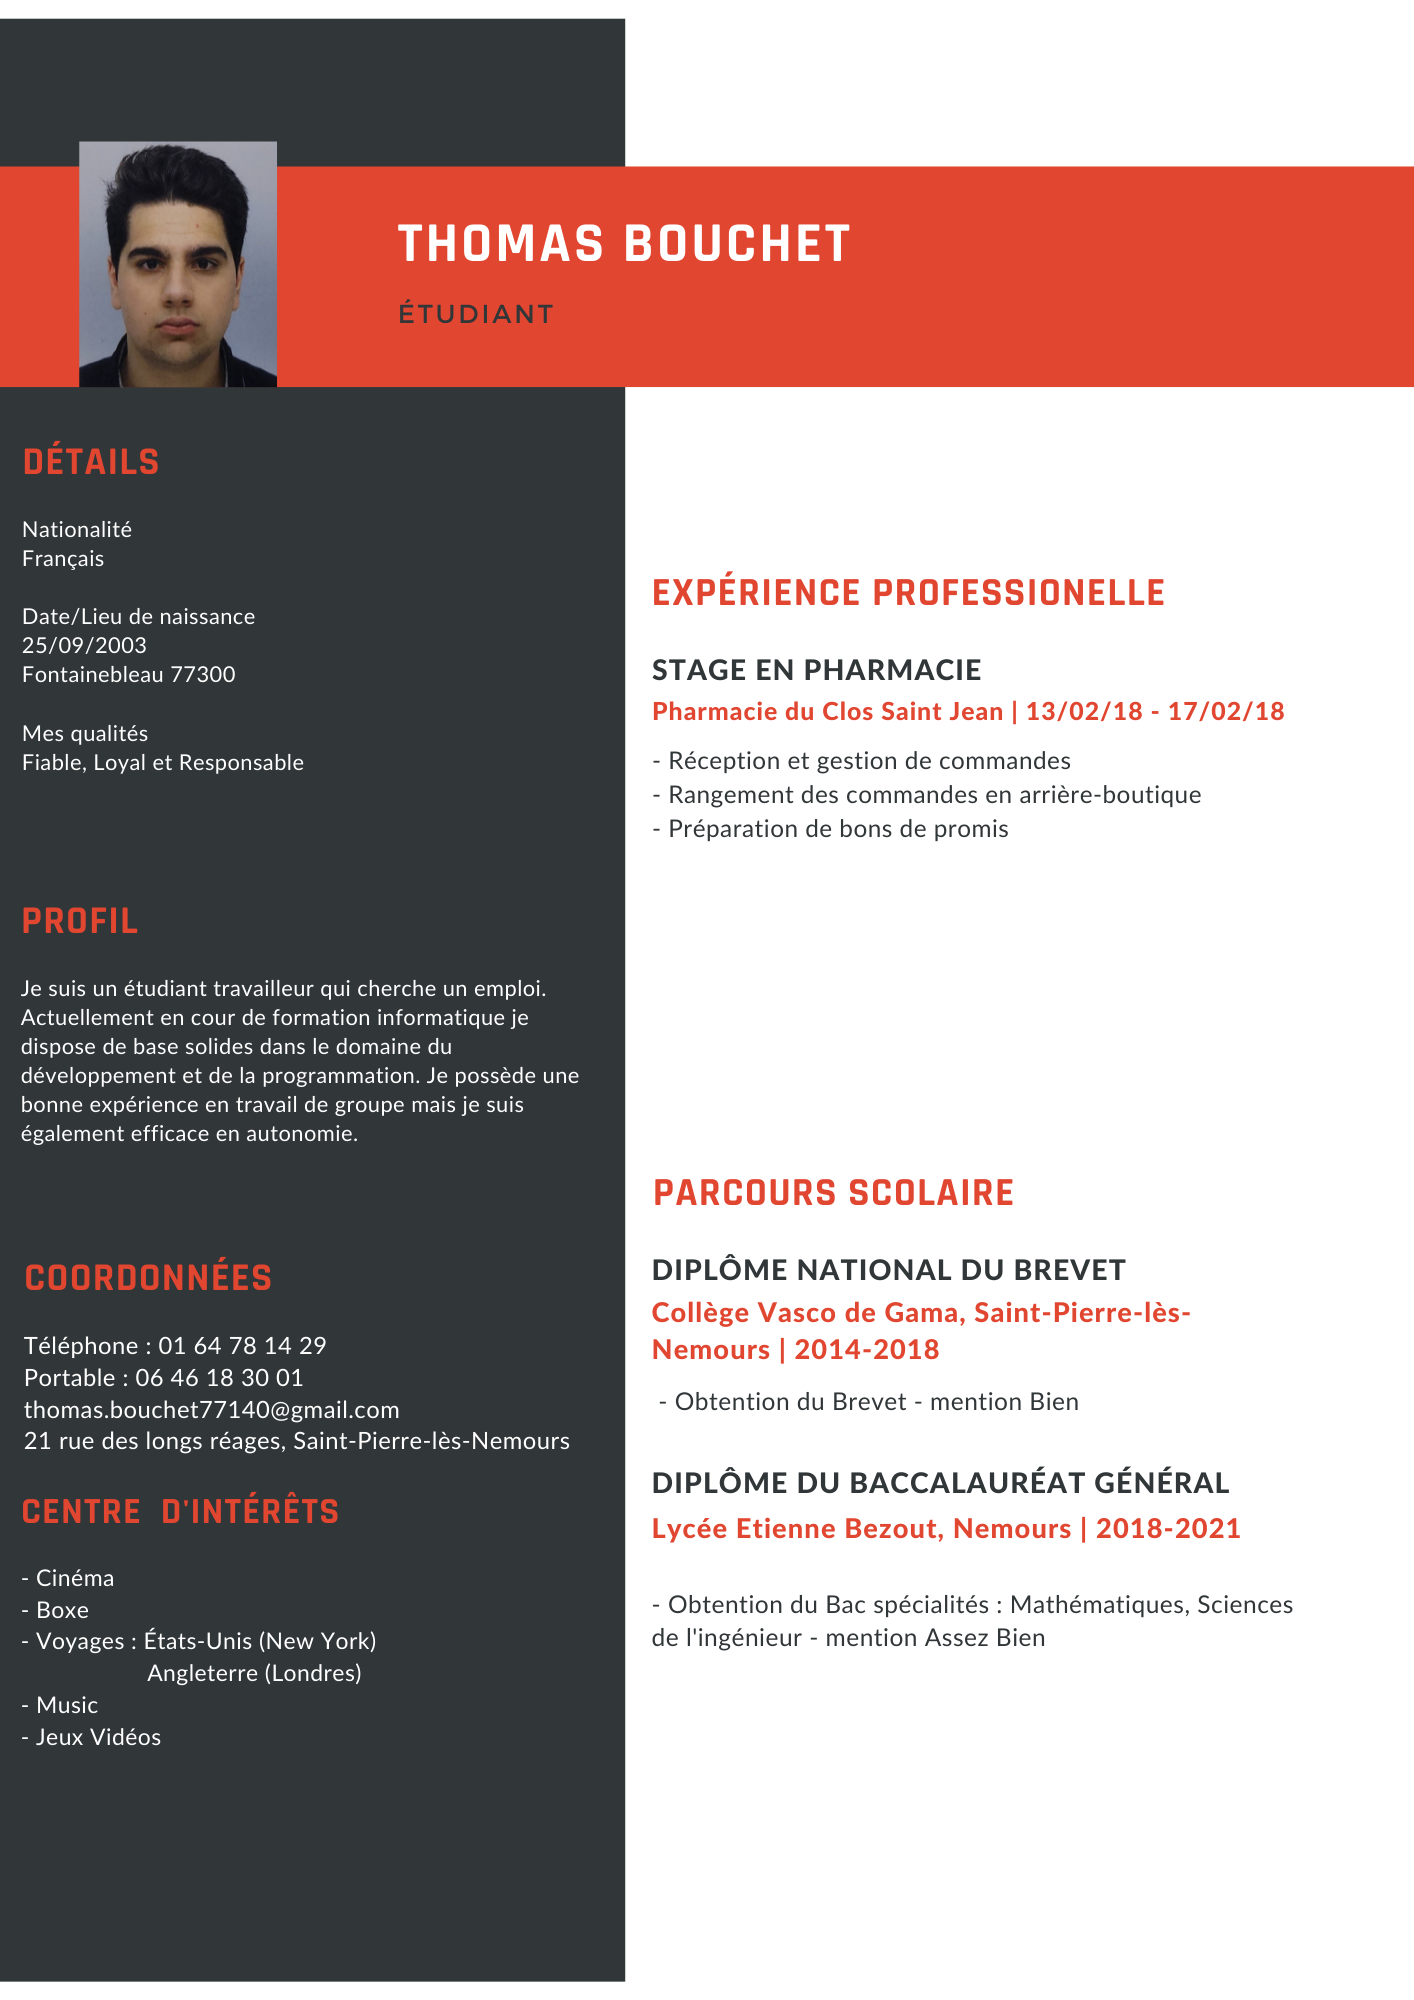 THOMAS BOUCHET
ÉTUDIANT
DÉTAILS
Nationalité
Français
Date/Lieu de naissance
25/09/2003
Fontainebleau 77300
Mes qualités
Fiable, Loyal et Responsable
PROFIL
Je suis un étudiant travailleur qui cherche un emploi.
Actuellement en cour de formation informatique je
dispose de base solides dans le domaine du
développement et de la programmation. Je possède une
bonne expérience en travail de groupe mais je suis
également efficace en autonomie.
COORDONNÉES
Téléphone : 01 64 78 14 29
Portable : 06 46 18 30 01
thomas.bouchet77140@gmail.com
21 rue des longs réages, Saint-Pierre-lès-Nemours
CENTRE D'INTÉRÊTS
- Cinéma
- Boxe
- Voyages : États-Unis (New York)
Angleterre (Londres)
- Music
- Jeux Vidéos
EXPÉRIENCE PROFESSIONELLE
STAGE EN PHARMACIE
Pharmacie du Clos Saint Jean | 13/02/18 - 17/02/18
- Réception et gestion de commandes
- Rangement des commandes en arrière-boutique
- Préparation de bons de promis
PARCOURS SCOLAIRE
DIPLÔME NATIONAL DU BREVET
Collège Vasco de Gama, Saint-Pierre-lès-
Nemours | 2014-2018
- Obtention du Brevet - mention Bien
DIPLÔME DU BACCALAURÉAT GÉNÉRAL
Lycée Etienne Bezout, Nemours | 2018-2021
- Obtention du Bac spécialités : Mathématiques, Sciences
de l'ingénieur - mention Assez Bien